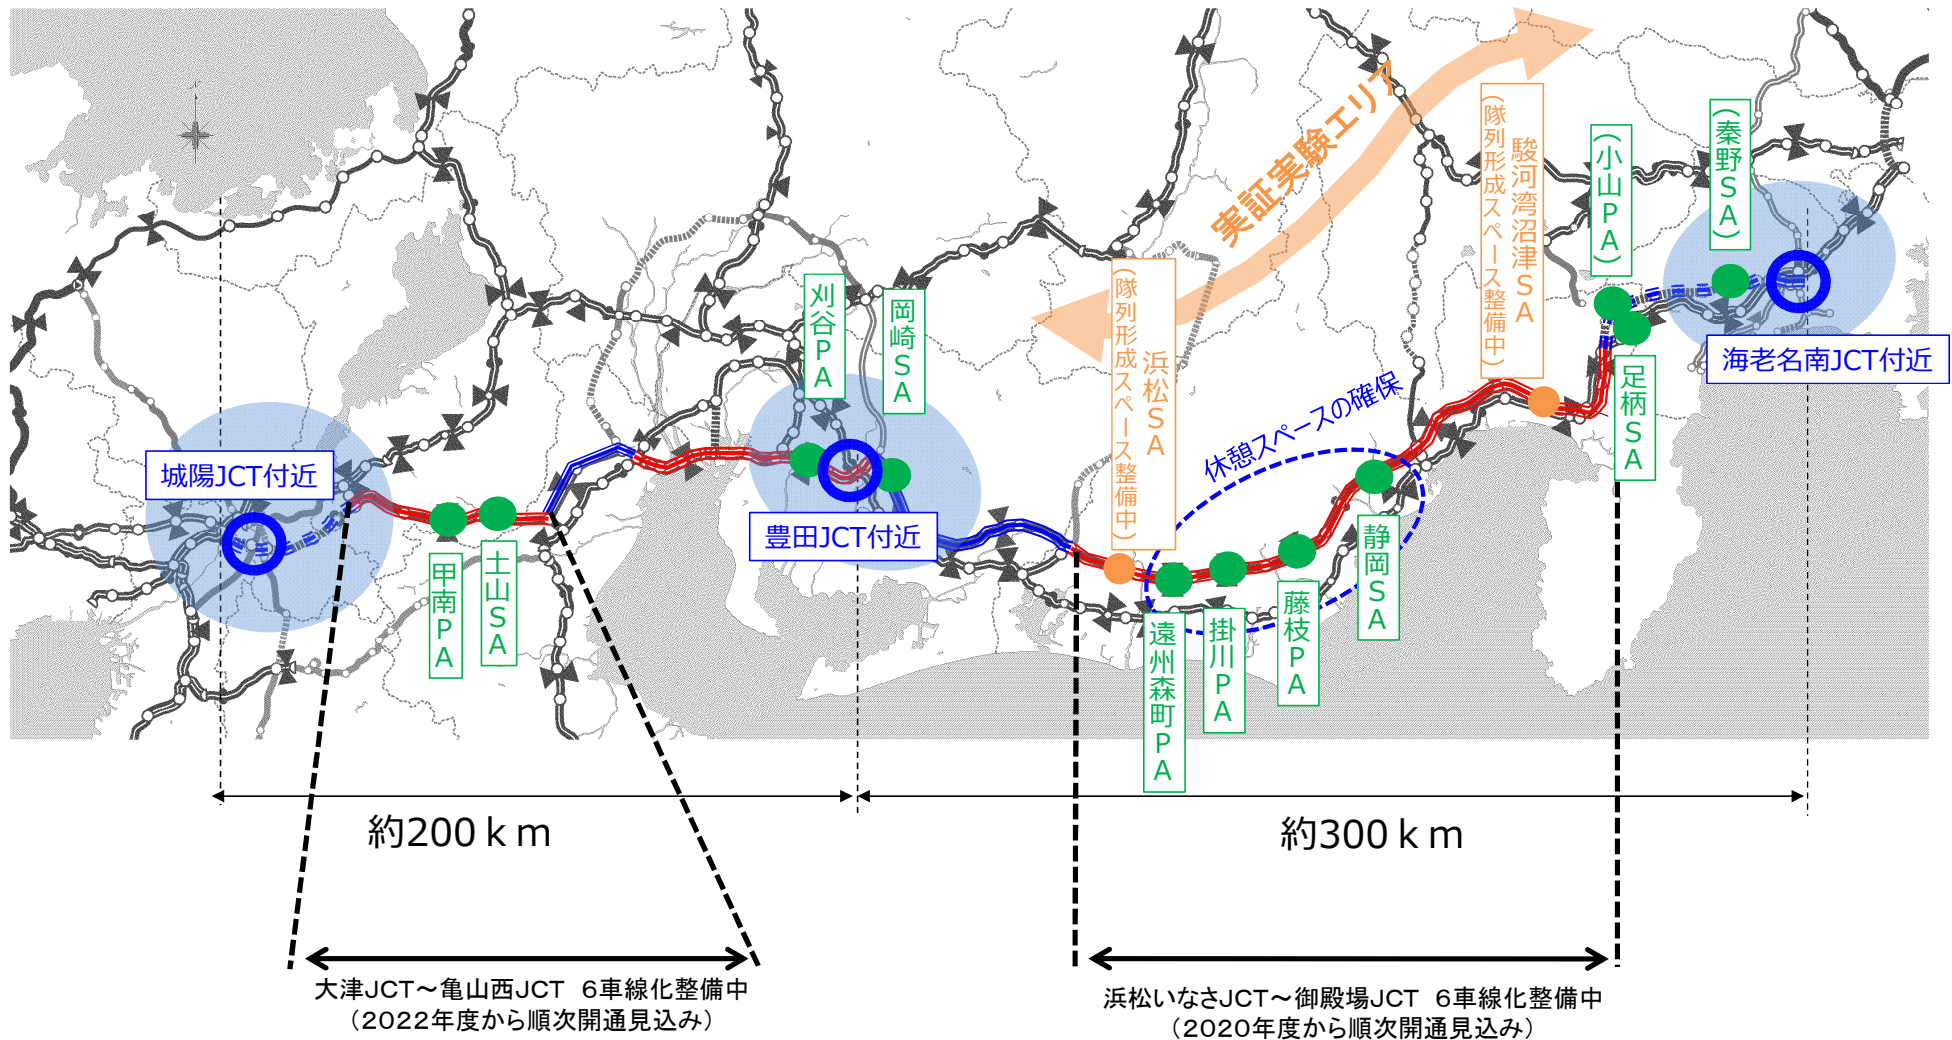 実証実験エリア
駿河湾沼津SA
(隊列形成スペース整備中)
(小山PA)
(秦野SA)
浜松SA
(隊列形成スペース整備中)
刈谷PA
岡崎SA
海老名南JCT付近
足柄SA
休憩スペースの確保
城陽JCT付近
豊田JCT付近
甲南PA
土山SA
静岡SA
藤枝PA
掛川PA
遠州森町PA
約200km
約300km
大津JCT~亀山西JCT 6車線化整備中
(2022年度から順次開通見込み)
浜松いなさJCT~御殿場JCT 6車線化整備中
(2020年度から順次開通見込み)